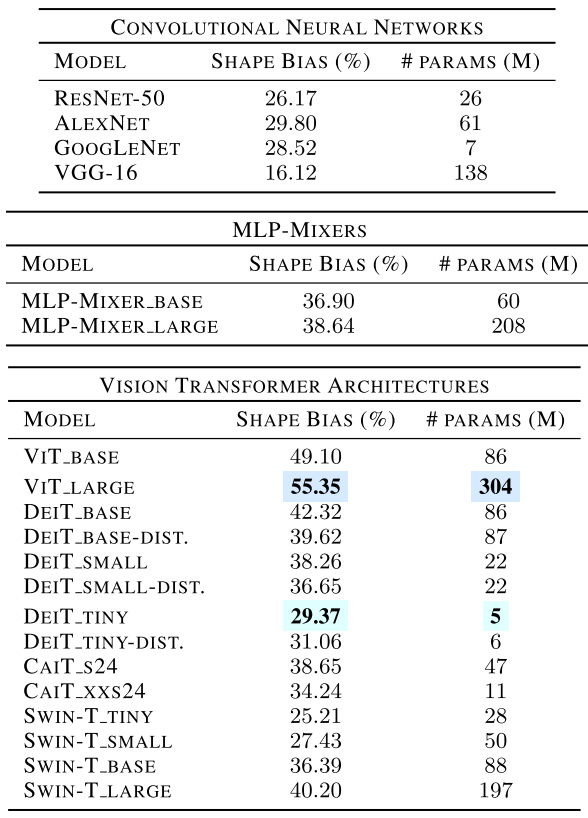 CONVOLUTIONAL NEURAL NETWORKS
MODEL SHAPE BIAS (%) # PARAMS (M)
RESNET-50 26.17 26
ALEXNET 29.80 61
GOOGLENET 28.52 7
VGG-16 16.12 138
MLP-MIXERS
MODEL SHAPE BIAS (%) # PARAMS (M)
MLP-MIXER_BASE 36.90 60
MLP-MIXER_LARGE 38.64 208
VISION TRANSFORMER ARCHITECTURES
MODEL SHAPE BIAS (%) # PARAMS (M)
VIT_BASE 49.10 86
VIT_LARGE 55.35 304
DEIT_BASE 42.32 86
DEIT_BASE-DIST. 39.62 87
DEIT_SMALL 38.26 22
DEIT_SMALL-DIST. 36.65 22
DEIT_TINY 29.37 5
DEIT_TINY-DIST. 31.06 6
CAIT_S24 38.65 47
CAIT_XXS24 34.24 11
SWIN-T_TINY 25.21 28
SWIN-T_SMALL 27.43 50
SWIN-T_BASE 36.39 88
SWIN-T_LARGE 40.20 197